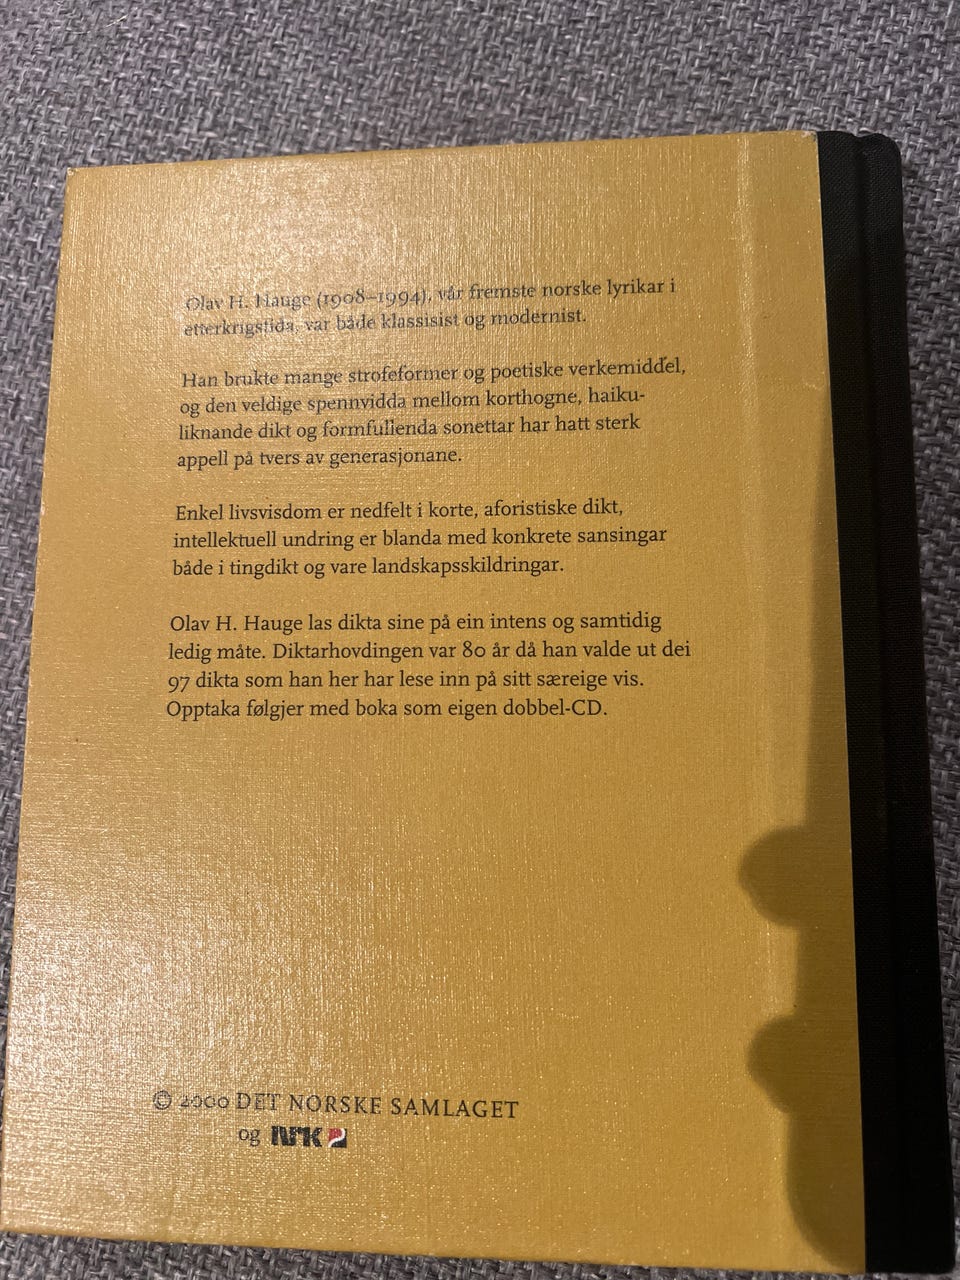 Olav H. Hauge (1908–1994), vår fremste norske lyrikar i
etterkrigstida, var både klassisist og modernist.
Han brukte mange strofeformer og poetiske verkemiddel,
og den veldige spennvidda mellom korthogne, haiku-
liknande dikt og formfullenda sonettar har hatt sterk
appell på tvers av generasjonane.
Enkel livsvisdom er nedfelt i korte, aforistiske dikt,
intellektuell undring er blanda med konkrete sansingar
både i tingdikt og vare landskapsskildringar.
Olav H. Hauge las dikta sine på ein intens og samtidig
ledig måte. Diktarhovdingen var 80 år då han valde ut dei
97 dikta som han her har lese inn på sitt særeige vis.
Opptaka følgjer med boka som eigen dobbel-CD.
© 2000 DET NORSKE SAMLAGET
og NRK